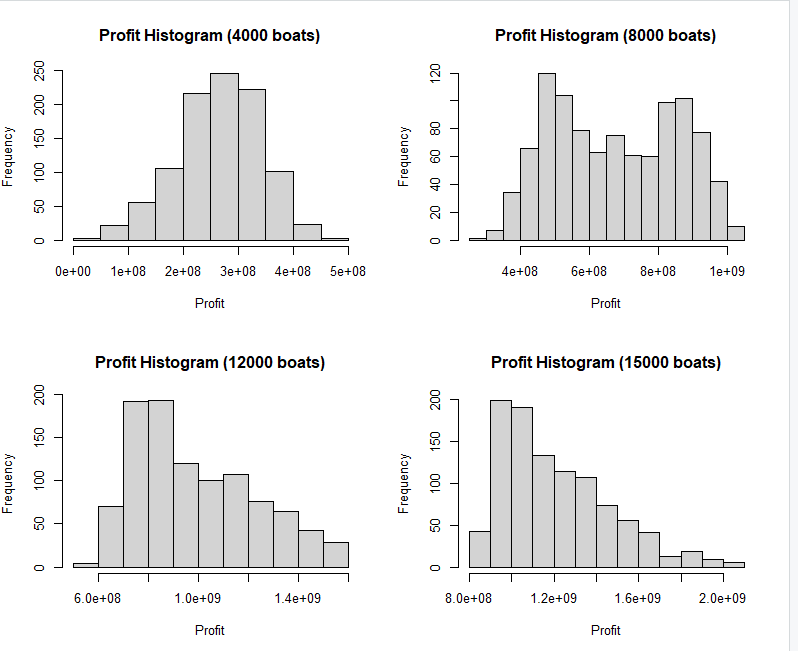 Profit Histogram (4000 boats)
Frequency
0 50 100 150 200 250
0e+00 1e+08 2e+08 3e+08 4e+08 5e+08
Profit
Profit Histogram (8000 boats)
Frequency
0 20 40 60 80 120
4e+08 6e+08 8e+08 1e+09
Profit
Profit Histogram (12000 boats)
Frequency
0 50 100 150 200
6.0e+08 1.0e+09 1.4e+09
Profit
Profit Histogram (15000 boats)
Frequency
0 50 100 150 200
8.0e+08 1.2e+09 1.6e+09 2.0e+09
Profit